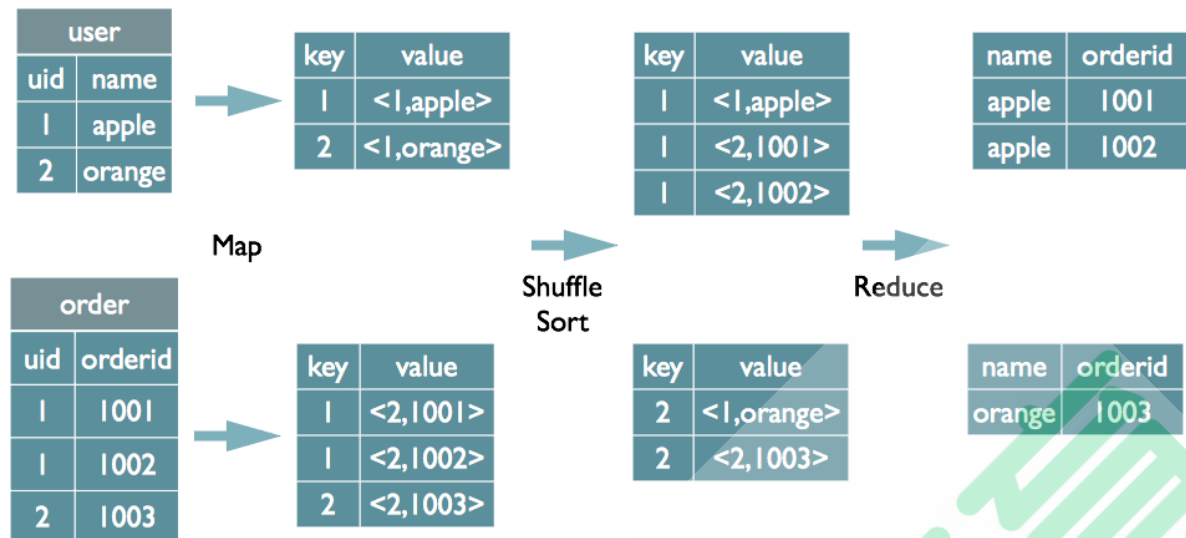 user
uid name
1 apple
2 orange
key value
1 <1,apple>
2 <1,orange>
key value
1 <1,apple>
1 <2,1001>
1 <2,1002>
name orderid
apple 1001
apple 1002
Map
Shuffle
Sort
Reduce
order
uid orderid
1 1001
1 1002
2 1003
key value
1 <2,1001>
1 <2,1002>
2 <2,1003>
key value
2 <1,orange>
2 <2,1003>
name orderid
orange 1003